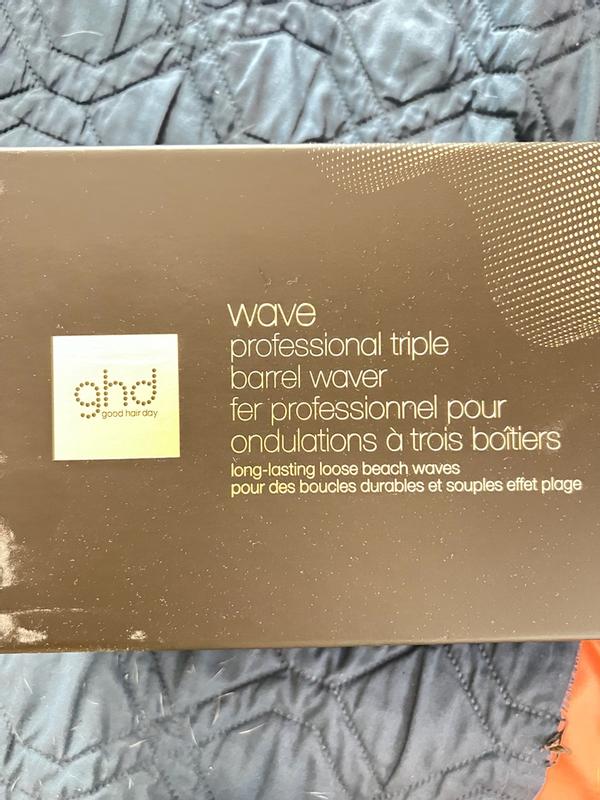 ghd
good hair day
wave
professional triple
barrel waver
fer professionnel pour
ondulations à trois boîtiers
long-lasting loose beach waves
pour des boucles durables et souples effet plage